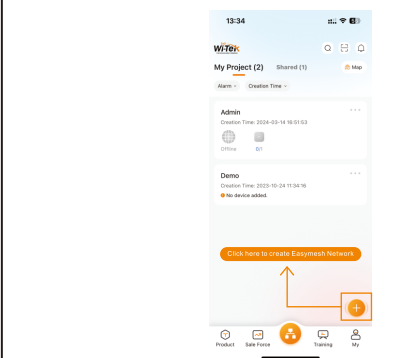 13:34
Wi-Tek
My Project (2) Shared (1) Map
Alarm Creation Time
Admin
Creation Time: 2024-03-14 16:51:53
Offline 0/1
Demo
Creation Time: 2023-10-24 11:34:16
No device added.
Click here to create Easymesh Network
Product Sale Force Training My